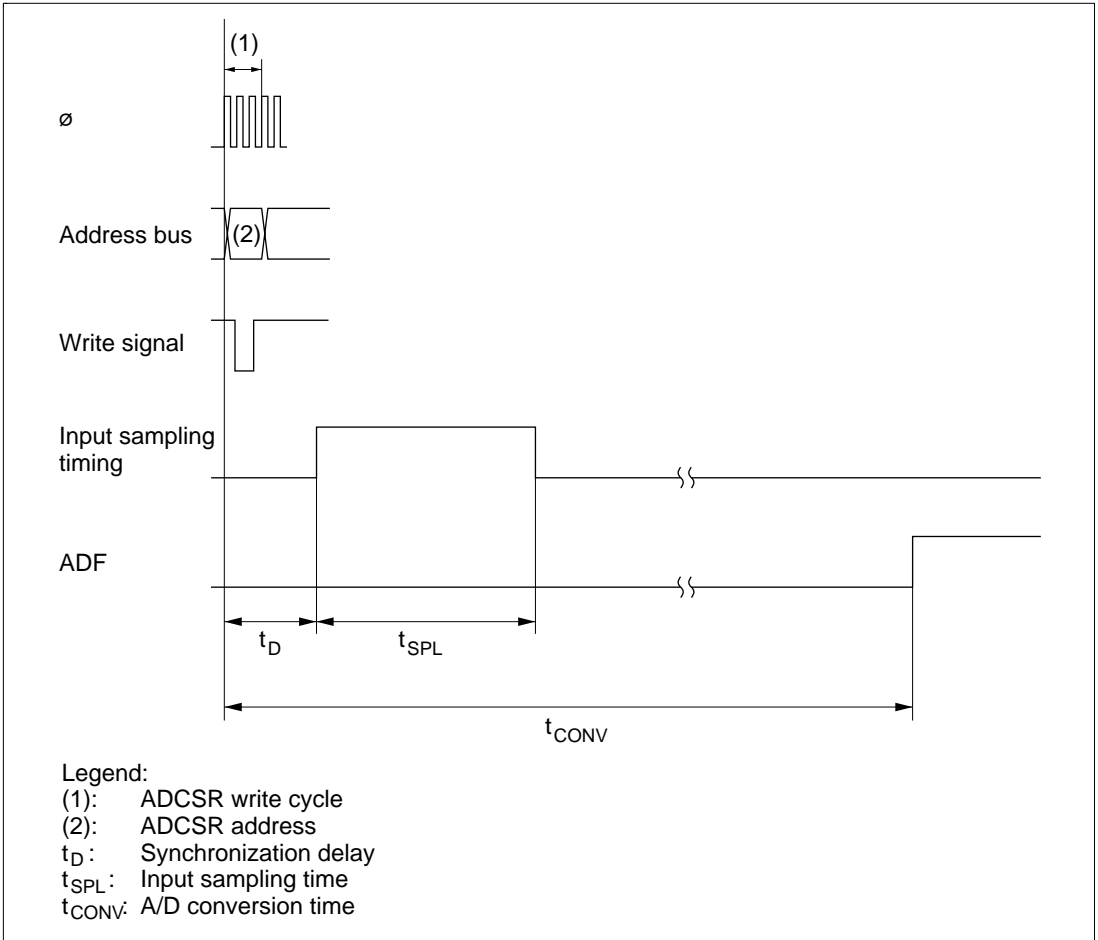 (1)
ø
Address bus
(2)
Write signal
Input sampling
timing
ADF
tD
tSPL
tCONV
Legend:
(1): ADCSR write cycle
(2): ADCSR address
tD : Synchronization delay
tSPL : Input sampling time
tCONV: A/D conversion time